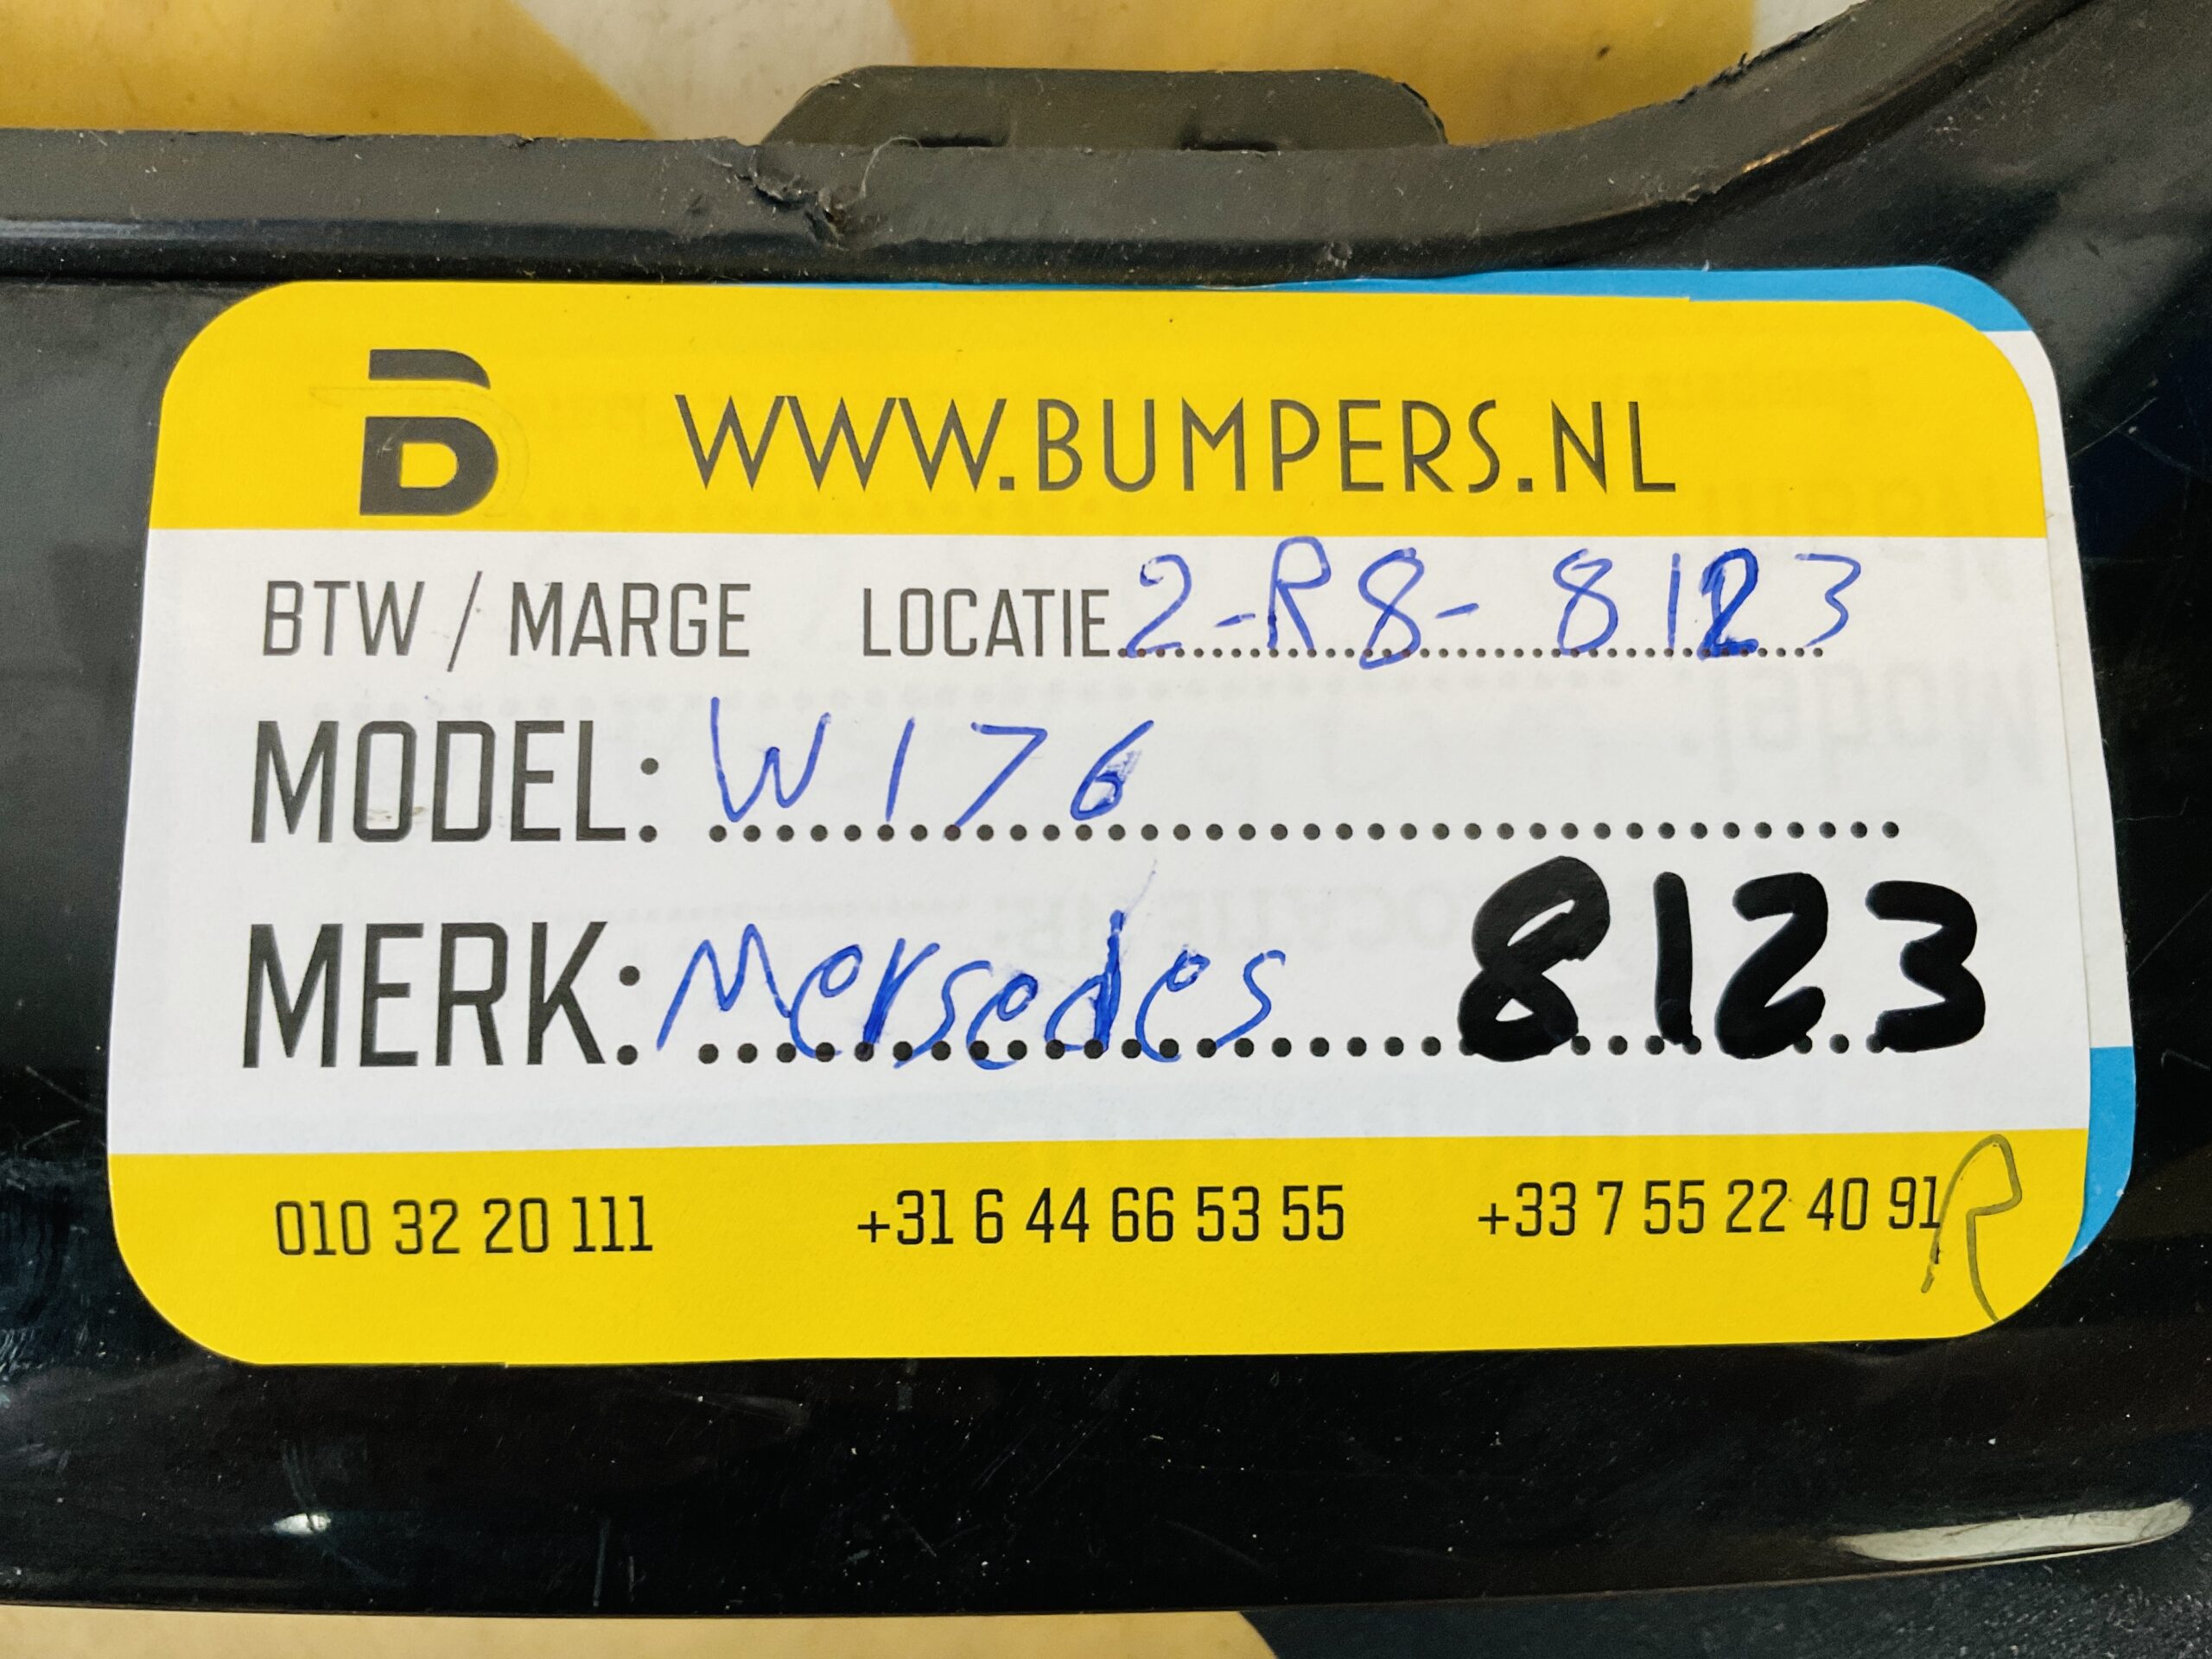 B WWW.BUMPERS.NL
BTW / MARGE LOCATIE 2-R8-8123
MODEL: W176
MERK: Mersedes 8123
010 32 20 111 +31 6 44 66 53 55 +33 7 55 22 40 91 R